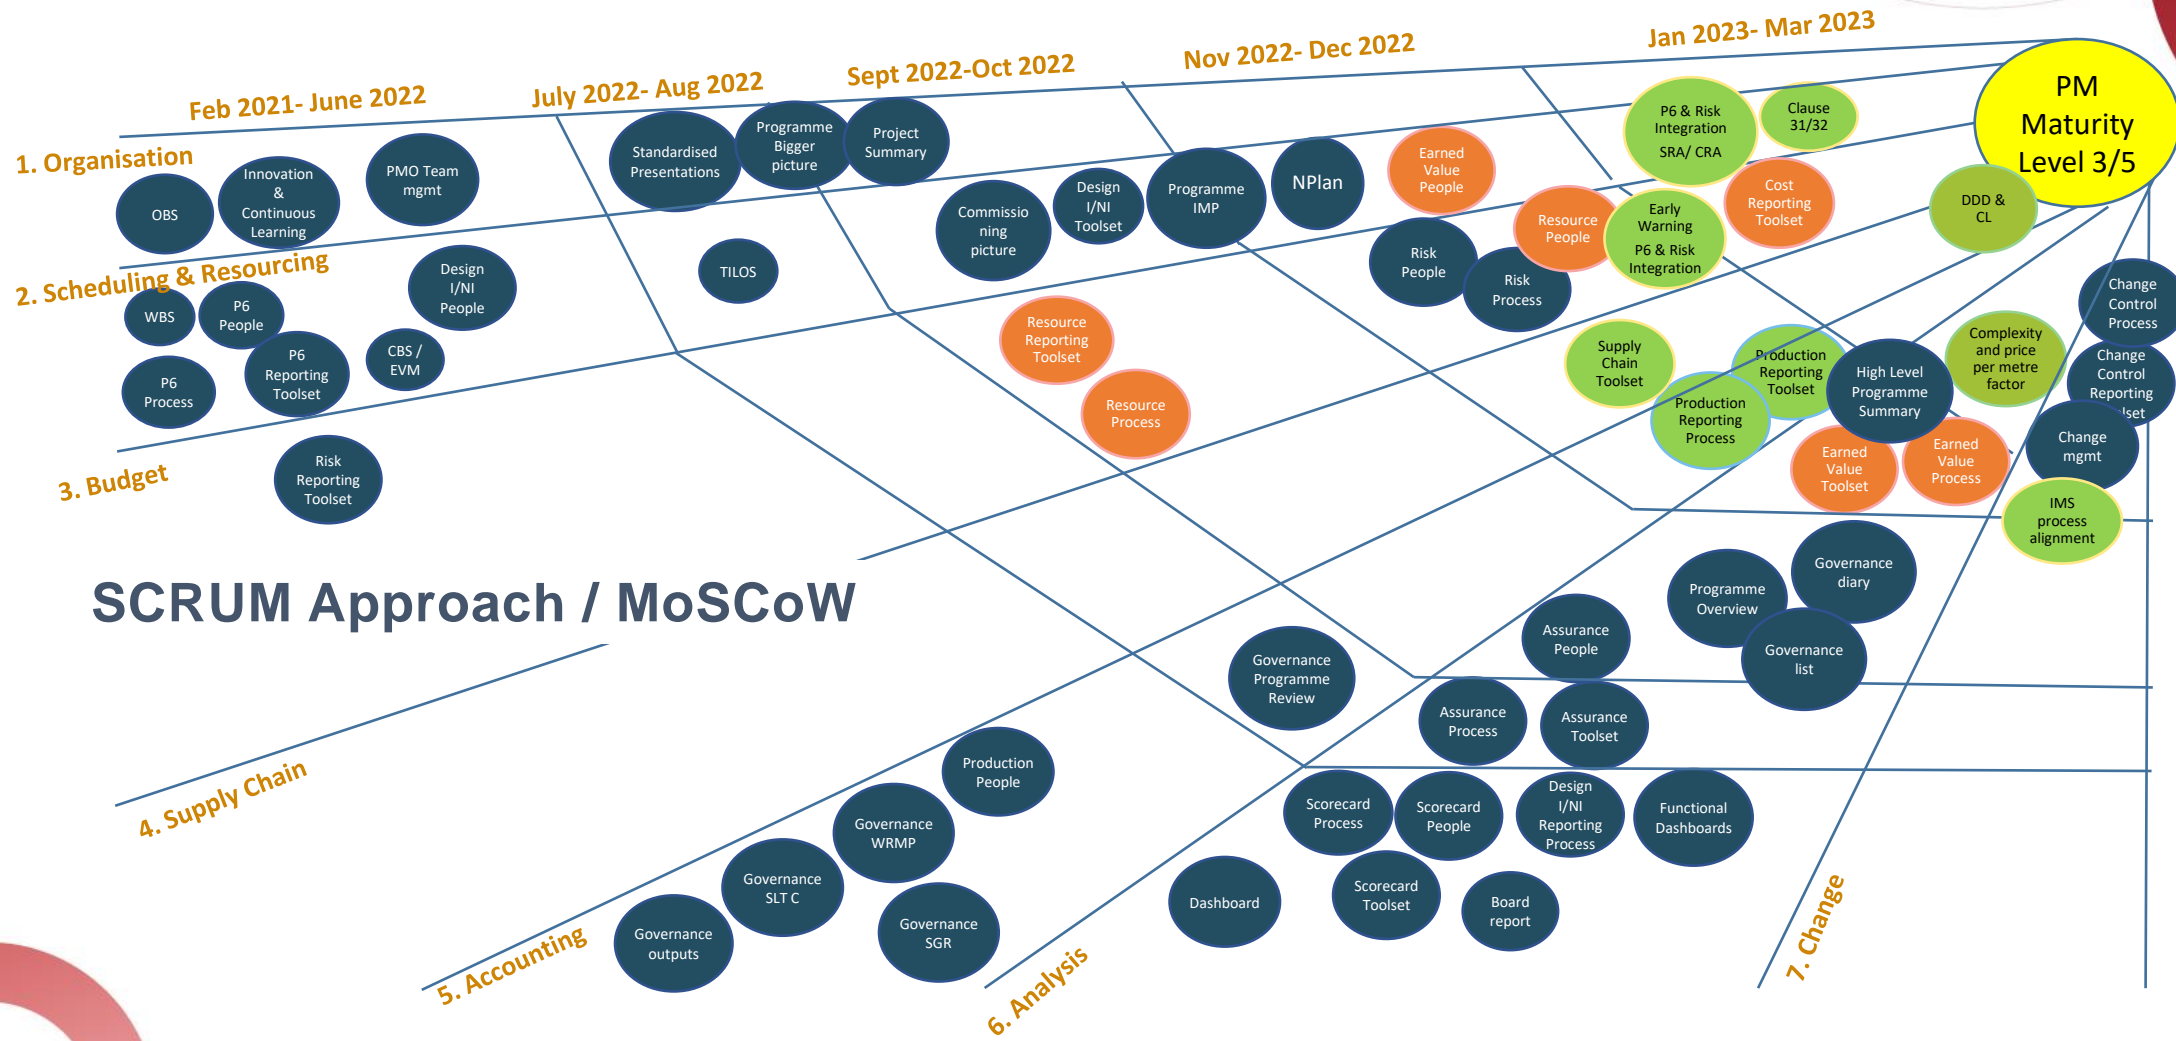 Feb 2021- June 2022
July 2022- Aug 2022
Sept 2022-Oct 2022
Nov 2022- Dec 2022
Jan 2023- Mar 2023
PM
Maturity
Level 3/5
1. Organisation
OBS
Innovation
&
Continuous
Learning
PMO Team
mgmt
Standardised
Presentations
Programme
Bigger
picture
Project
Summary
Commissio
ning
picture
Design
I/NI
Toolset
Programme
IMP
NPlan
Earned
Value
People
Risk
People
Risk
Process
Resource
People
P6 & Risk
Integration
SRA/ CRA
Clause
31/32
Early
Warning
P6 & Risk
Integration
Cost
Reporting
Toolset
DDD &
CL
2. Scheduling & Resourcing
WBS
P6
People
P6
Process
P6
Reporting
Toolset
CBS /
EVM
Design
I/NI
People
TILOS
Resource
Reporting
Toolset
Resource
Process
Supply
Chain
Toolset
Production
Reporting
Toolset
Production
Reporting
Process
High Level
Programme
Summary
Complexity
and price
per metre
factor
Earned
Value
Toolset
Earned
Value
Process
Change
Control
Process
Change
Control
Reporting
lset
Change
mgmt
IMS
process
alignment
3. Budget
Risk
Reporting
Toolset
SCRUM Approach / MoSCoW
4. Supply Chain
Governance
Programme
Review
Assurance
People
Assurance
Process
Assurance
Toolset
Programme
Overview
Governance
diary
Governance
list
Production
People
Governance
WRMP
Governance
SLT C
Governance
SGR
Governance
outputs
5. Accounting
Scorecard
Process
Scorecard
People
Design
I/NI
Reporting
Process
Functional
Dashboards
Dashboard
Scorecard
Toolset
Board
report
6. Analysis
7. Change